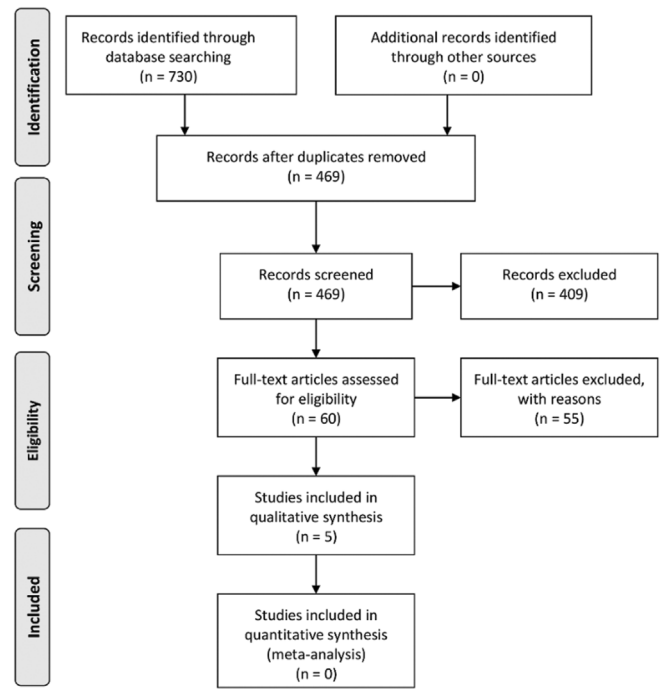 Identification
Records identified through
database searching
(n = 730)
Additional records identified
through other sources
(n = 0)
Records after duplicates removed
(n = 469)
Screening
Records screened
(n = 469)
Records excluded
(n = 409)
Eligibility
Full-text articles assessed
for eligibility
(n = 60)
Full-text articles excluded,
with reasons
(n = 55)
Studies included in
qualitative synthesis
(n = 5)
Included
Studies included in
quantitative synthesis
(meta-analysis)
(n = 0)